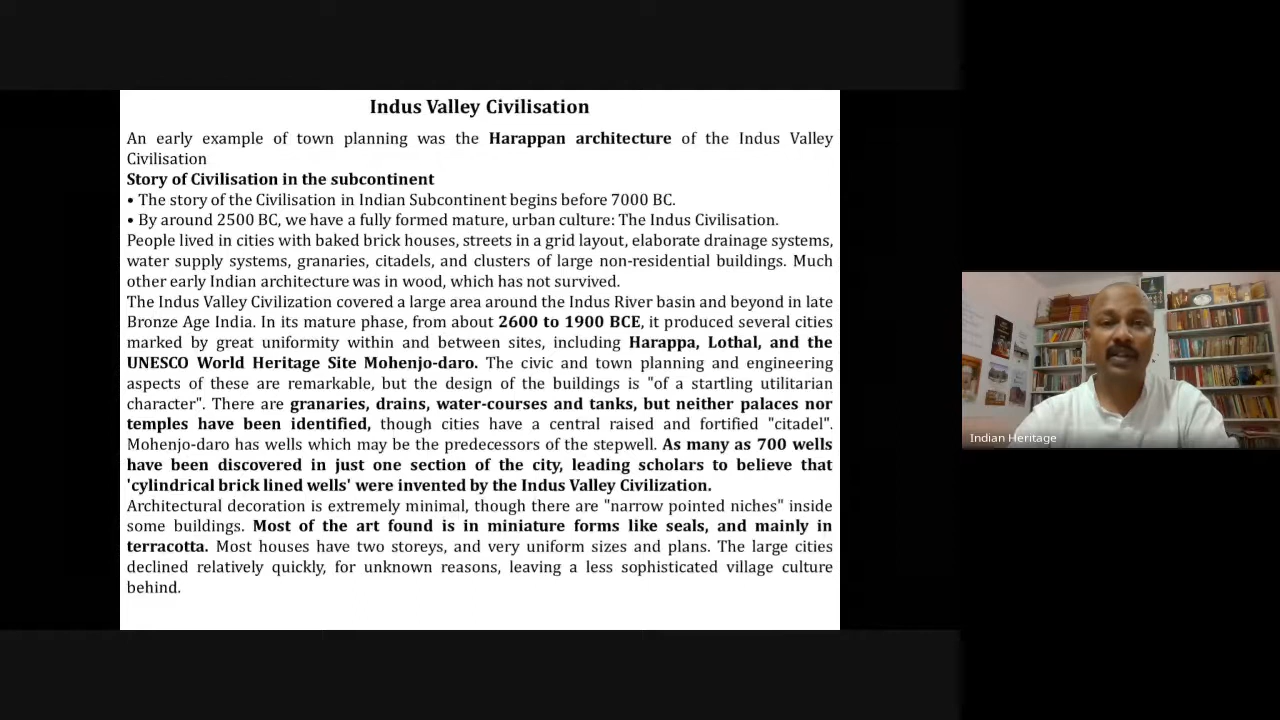 Indus Valley Civilisation
An early example of town planning was the Harappan architecture of the Indus Valley
Civilisation
Story of Civilisation in the subcontinent
• The story of the Civilisation in Indian Subcontinent begins before 7000 BC.
• By around 2500 BC, we have a fully formed mature, urban culture: The Indus Civilisation.
People lived in cities with baked brick houses, streets in a grid layout, elaborate drainage systems,
water supply systems, granaries, citadels, and clusters of large non-residential buildings. Much
other early Indian architecture was in wood, which has not survived.
The Indus Valley Civilization covered a large area around the Indus River basin and beyond in late
Bronze Age India. In its mature phase, from about 2600 to 1900 BCE, it produced several cities
marked by great uniformity within and between sites, including Harappa, Lothal, and the
UNESCO World Heritage Site Mohenjo-daro. The civic and town planning and engineering
aspects of these are remarkable, but the design of the buildings is "of a startling utilitarian
character". There are granaries, drains, water-courses and tanks, but neither palaces nor
temples have been identified, though cities have a central raised and fortified "citadel".
Mohenjo-daro has wells which may be the predecessors of the stepwell. As many as 700 wells
have been discovered in just one section of the city, leading scholars to believe that
'cylindrical brick lined wells' were invented by the Indus Valley Civilization.
Architectural decoration is extremely minimal, though there are "narrow pointed niches" inside
some buildings. Most of the art found is in miniature forms like seals, and mainly in
terracotta. Most houses have two storeys, and very uniform sizes and plans. The large cities
declined relatively quickly, for unknown reasons, leaving a less sophisticated village culture
behind.
Indian Heritage